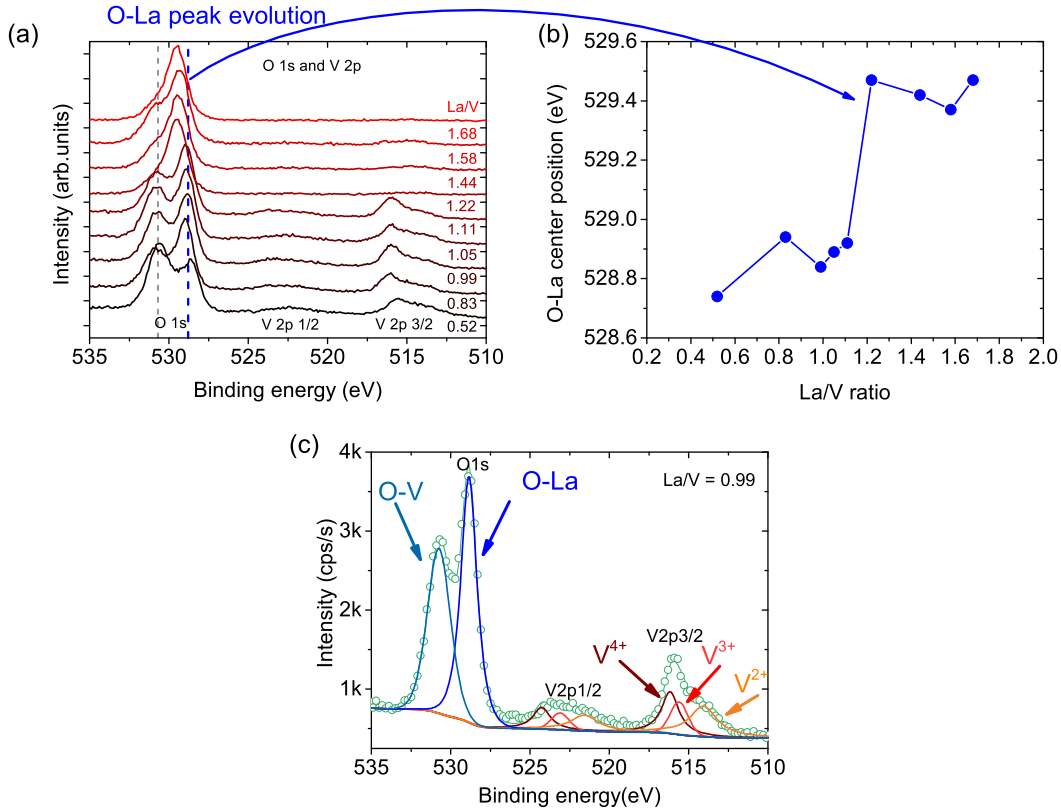 O-La peak evolution
(a)
O 1s and V 2p
La/V
1.68
1.58
1.44
1.22
1.11
1.05
0.99
0.83
0.52
O 1s
V 2p 1/2
V 2p 3/2
Intensity (arb.units)
535
530
525
520
515
510
Binding energy (eV)
(b)
529.6
529.4
529.2
529.0
528.8
528.6
O-La center position (eV)
0.2
0.4
0.6
0.8
1.0
1.2
1.4
1.6
1.8
2.0
La/V ratio
(c)
4k
3k
2k
1k
Intensity (cps/s)
O1s
O-V
O-La
La/V = 0.99
V2p1/2
V2p3/2
V4+
V3+
V2+
535
530
525
520
515
510
Binding energy(eV)